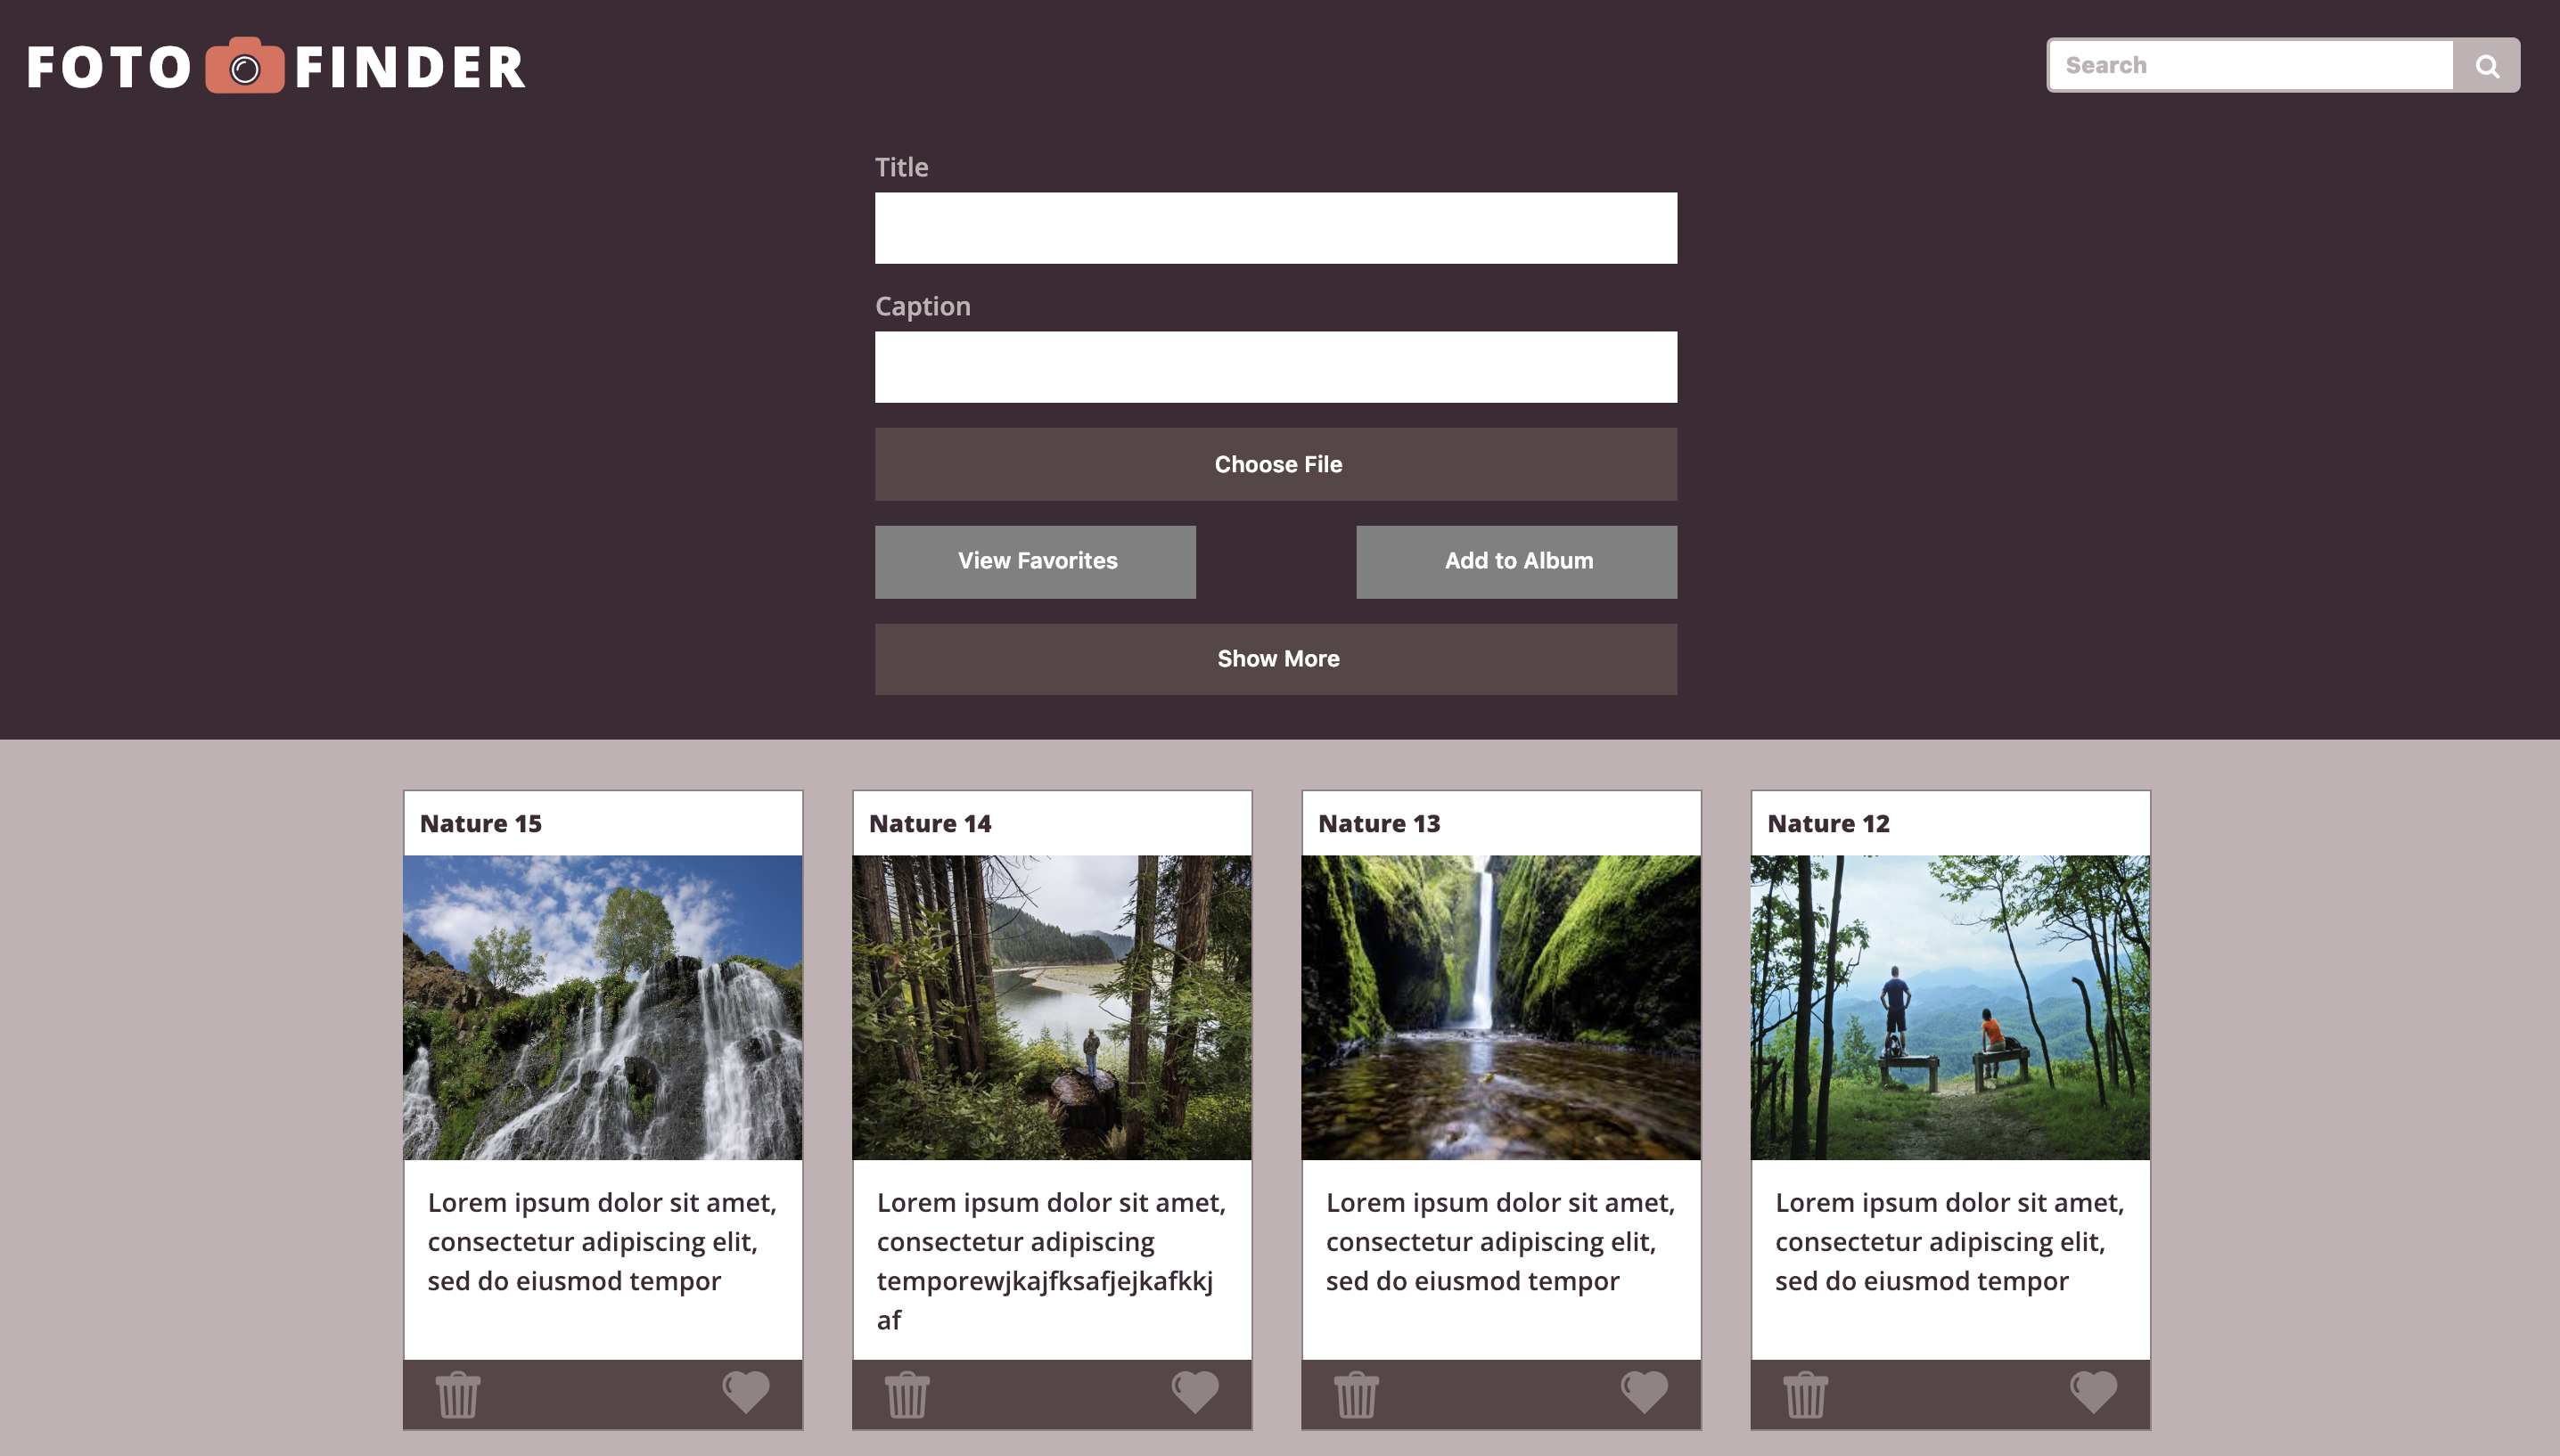 FOTO FINDER
Search
Title
Caption
Choose File
View Favorites
Add to Album
Show More
Nature 15
Lorem ipsum dolor sit amet,
consectetur adipiscing elit,
sed do eiusmod tempor
Nature 14
Lorem ipsum dolor sit amet,
consectetur adipiscing
temporewjkajfksafjejkafkkj
af
Nature 13
Lorem ipsum dolor sit amet,
consectetur adipiscing elit,
sed do eiusmod tempor
Nature 12
Lorem ipsum dolor sit amet,
consectetur adipiscing elit,
sed do eiusmod tempor